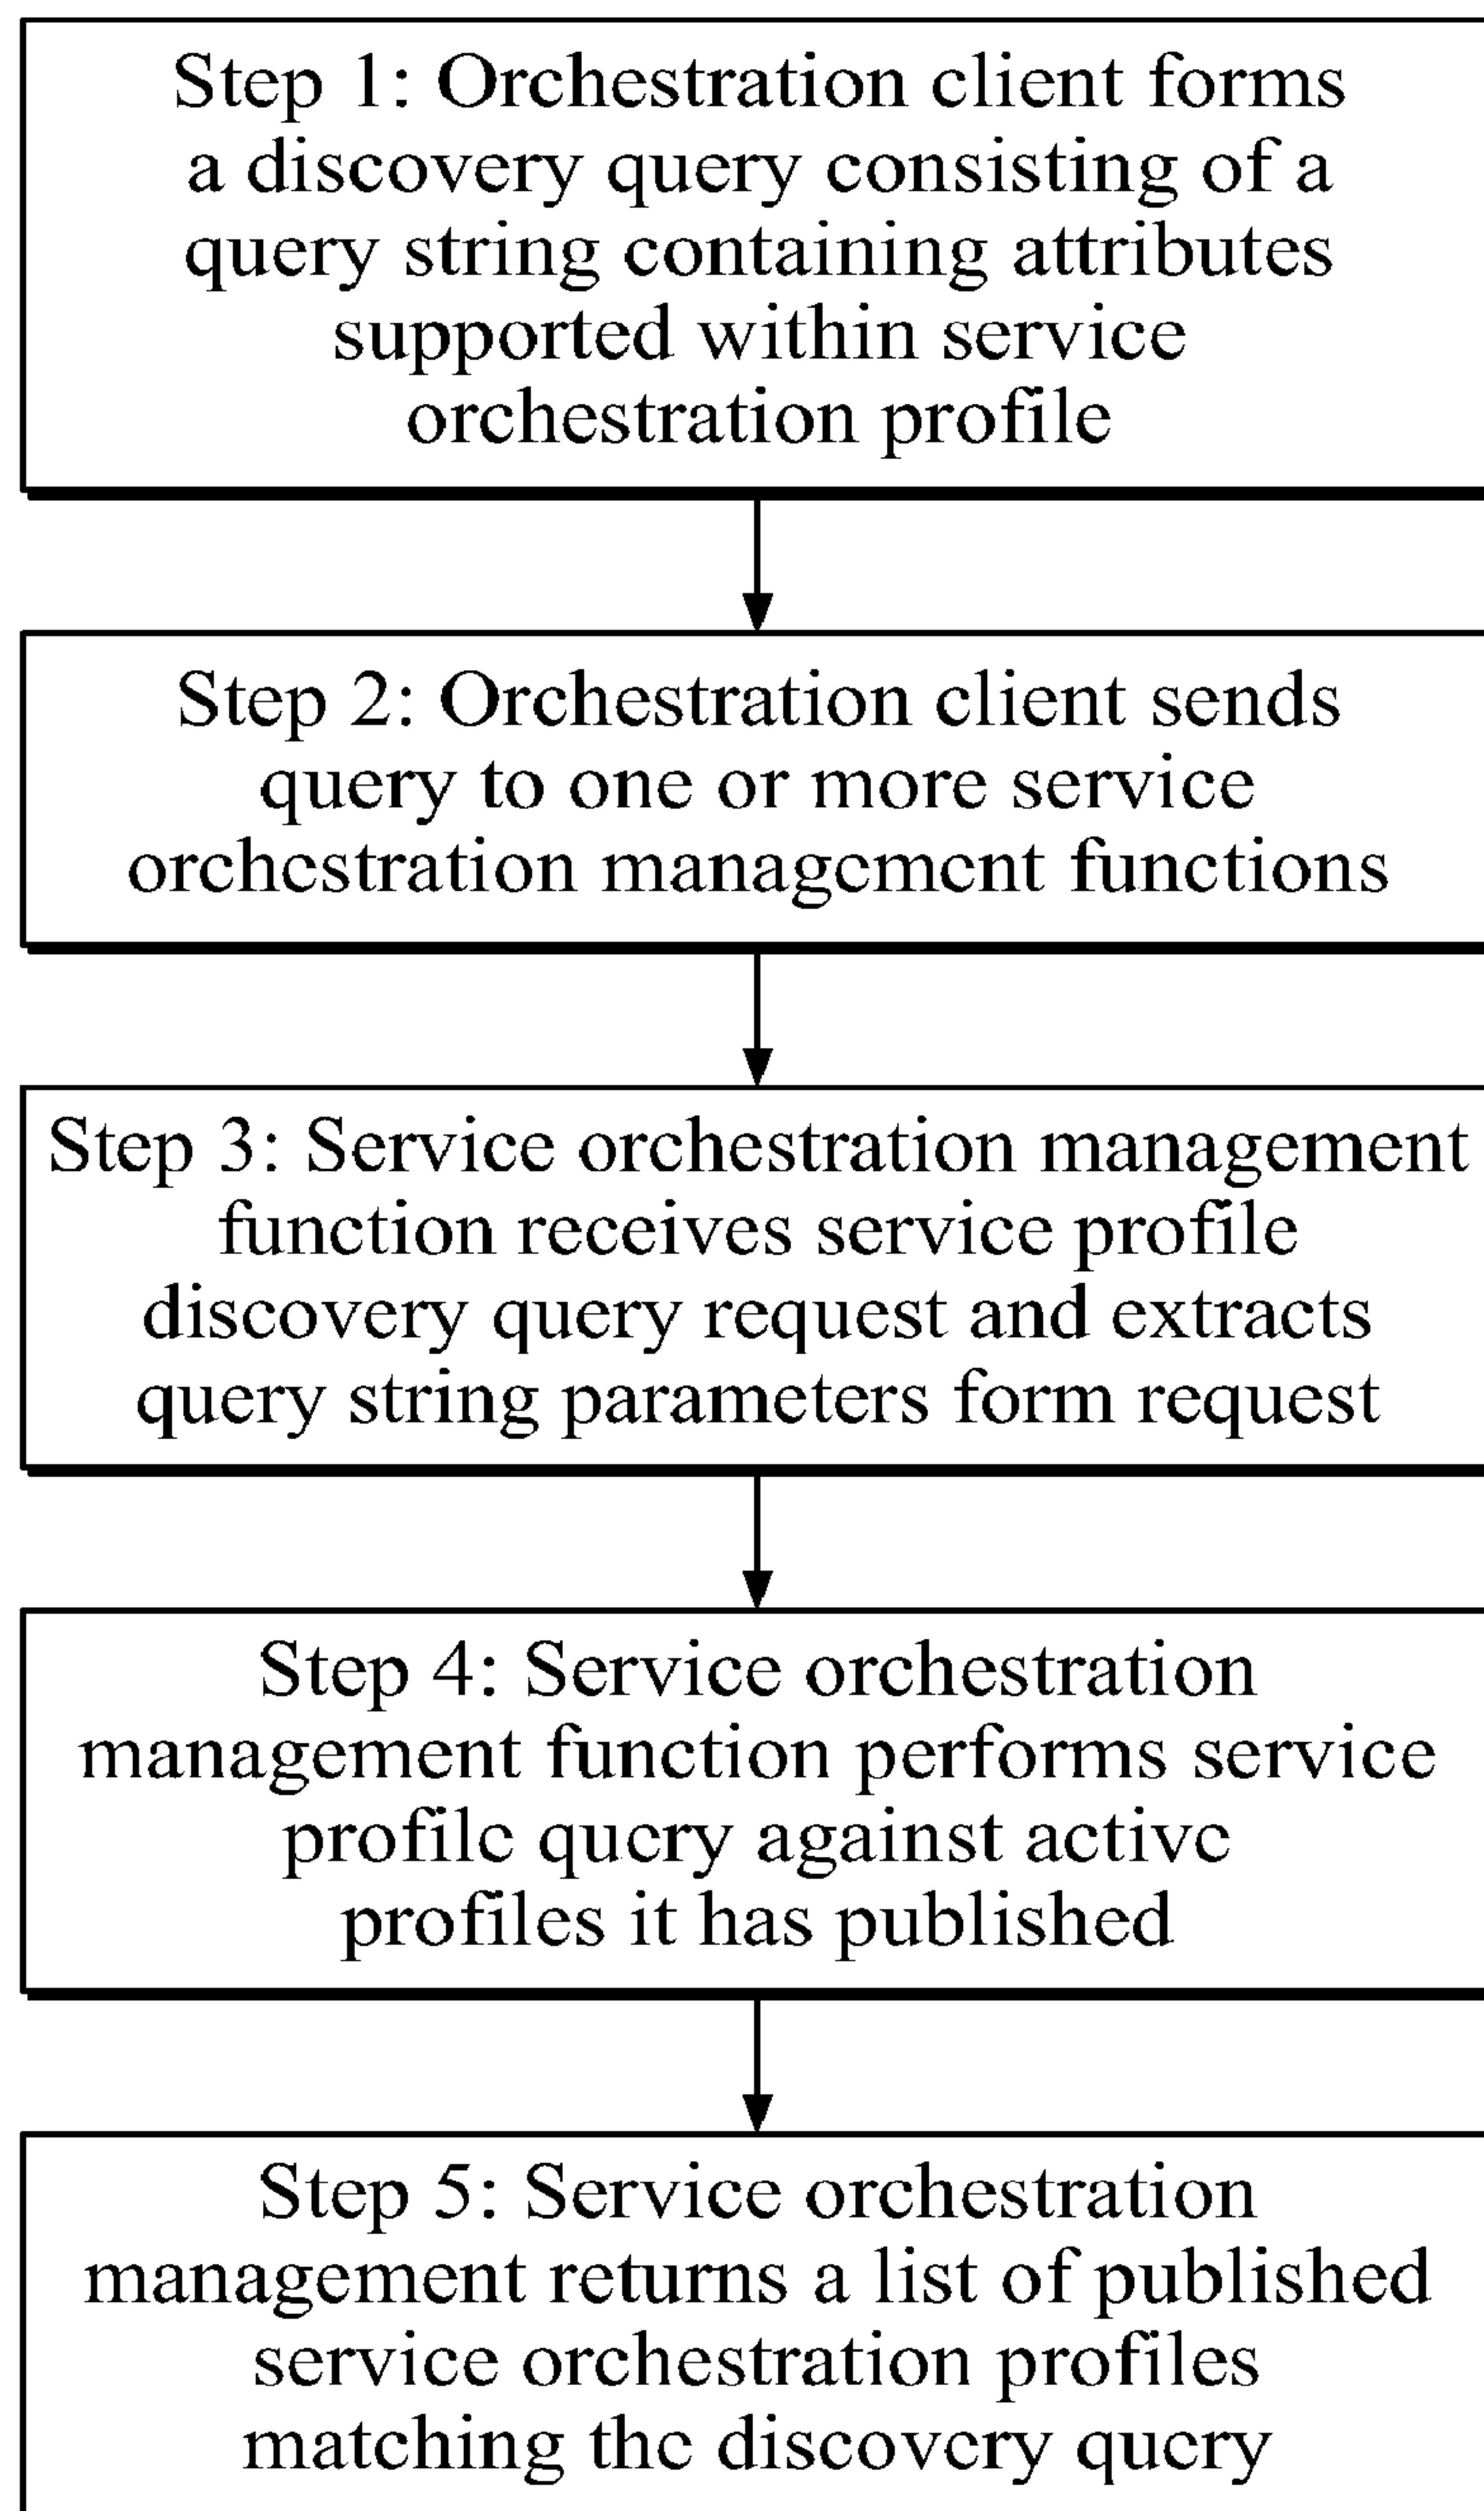 Step 1: Orchestration client forms
a discovery query consisting of a
query string containing attributes
supported within service
orchestration profile
Step 2: Orchestration client sends
query to one or more service
orchestration management functions
Step 3: Service orchestration management
function receives service profile
discovery query request and extracts
query string parameters form request
Step 4: Service orchestration
management function performs service
profile query against active
profiles it has published
Step 5: Service orchestration
management returns a list of published
service orchestration profiles
matching the discovery query